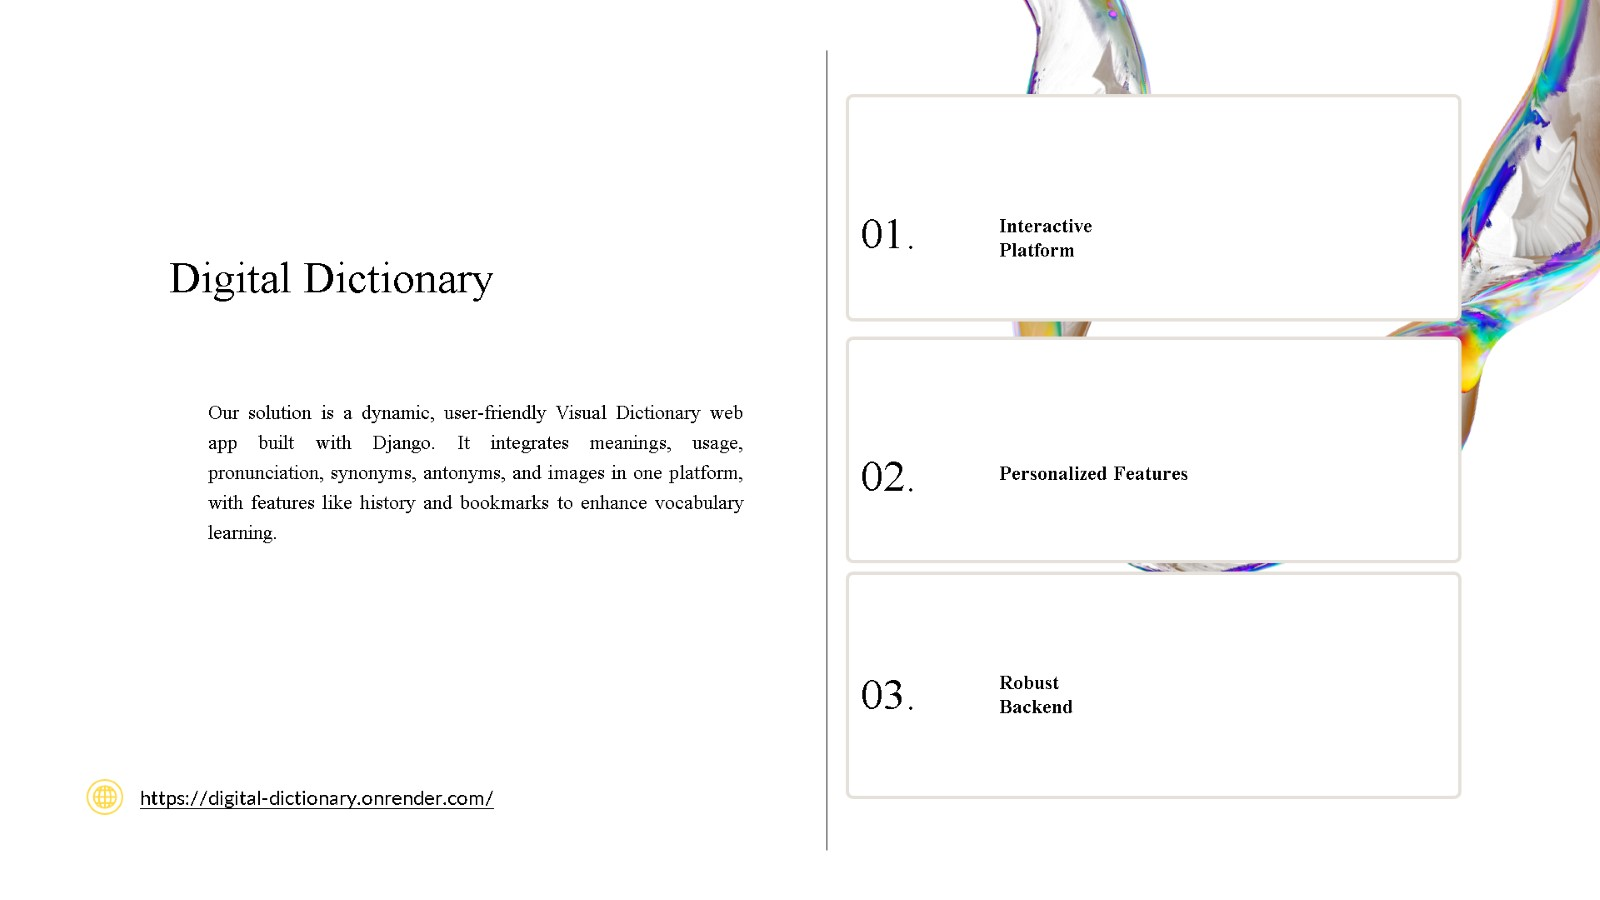 Digital Dictionary
Our solution is a dynamic, user-friendly Visual Dictionary web
app built with Django. It integrates meanings, usage,
pronunciation, synonyms, antonyms, and images in one platform,
with features like history and bookmarks to enhance vocabulary
learning.
https://digital-dictionary.onrender.com/
01.
Interactive
Platform
02.
Personalized Features
03.
Robust
Backend